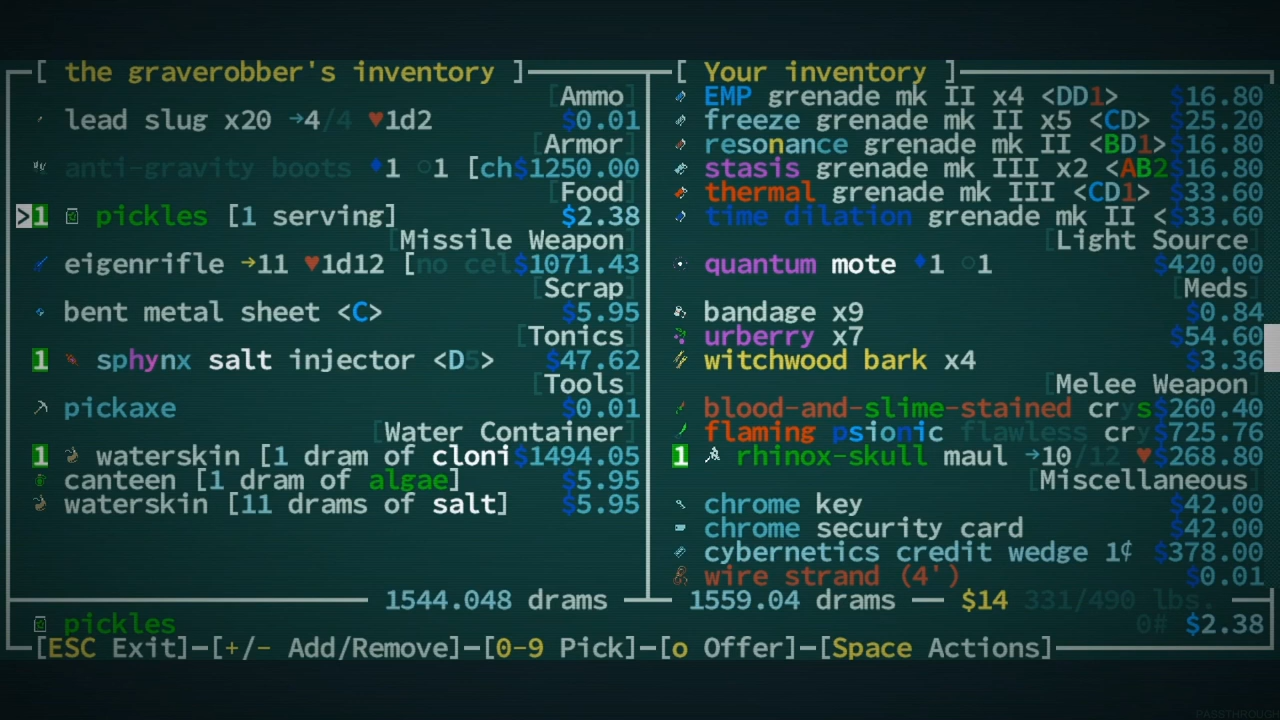 [ the graverobber's inventory ]
[Ammo]
lead slug x20 →4/4 ♥1d2 $0.01
[Armor]
anti-gravity boots ♦1 ○1 [ch$1250.00
[Food]
>1 pickles [1 serving] $2.38
[Missile Weapon]
eigenrifle →11 ♥1d12 [no cel$1071.43
[Scrap]
bent metal sheet <C> $5.95
[Tonics]
1 sphynx salt injector <D5> $47.62
[Tools]
pickaxe $0.01
[Water Container]
1 waterskin [1 dram of cloni$1494.05
canteen [1 dram of algae] $5.95
waterskin [11 drams of salt] $5.95
1544.048 drams
[ Your inventory ]
EMP grenade mk II x4 <DD1> $16.80
freeze grenade mk II x5 <CD> $25.20
resonance grenade mk II <BD1> $16.80
stasis grenade mk III x2 <AB2$16.80
thermal grenade mk III <CD1> $33.60
time dilation grenade mk II <$33.60
[Light Source]
quantum mote ♦1 ○1 $420.00
[Meds]
bandage x9 $0.84
urberry x7 $54.60
witchwood bark x4 $3.36
[Melee Weapon]
blood-and-slime-stained crys$260.40
flaming psionic flawless cry$725.76
1 rhinox-skull maul →10/12 ♥$268.80
[Miscellaneous]
chrome key $42.00
chrome security card $42.00
cybernetics credit wedge 1¢ $378.00
wire strand (4') $0.01
1559.04 drams — $14 331/490 lbs.
pickles 0# $2.38
[ESC Exit]-[+/- Add/Remove]-[0-9 Pick]-[o Offer]-[Space Actions]